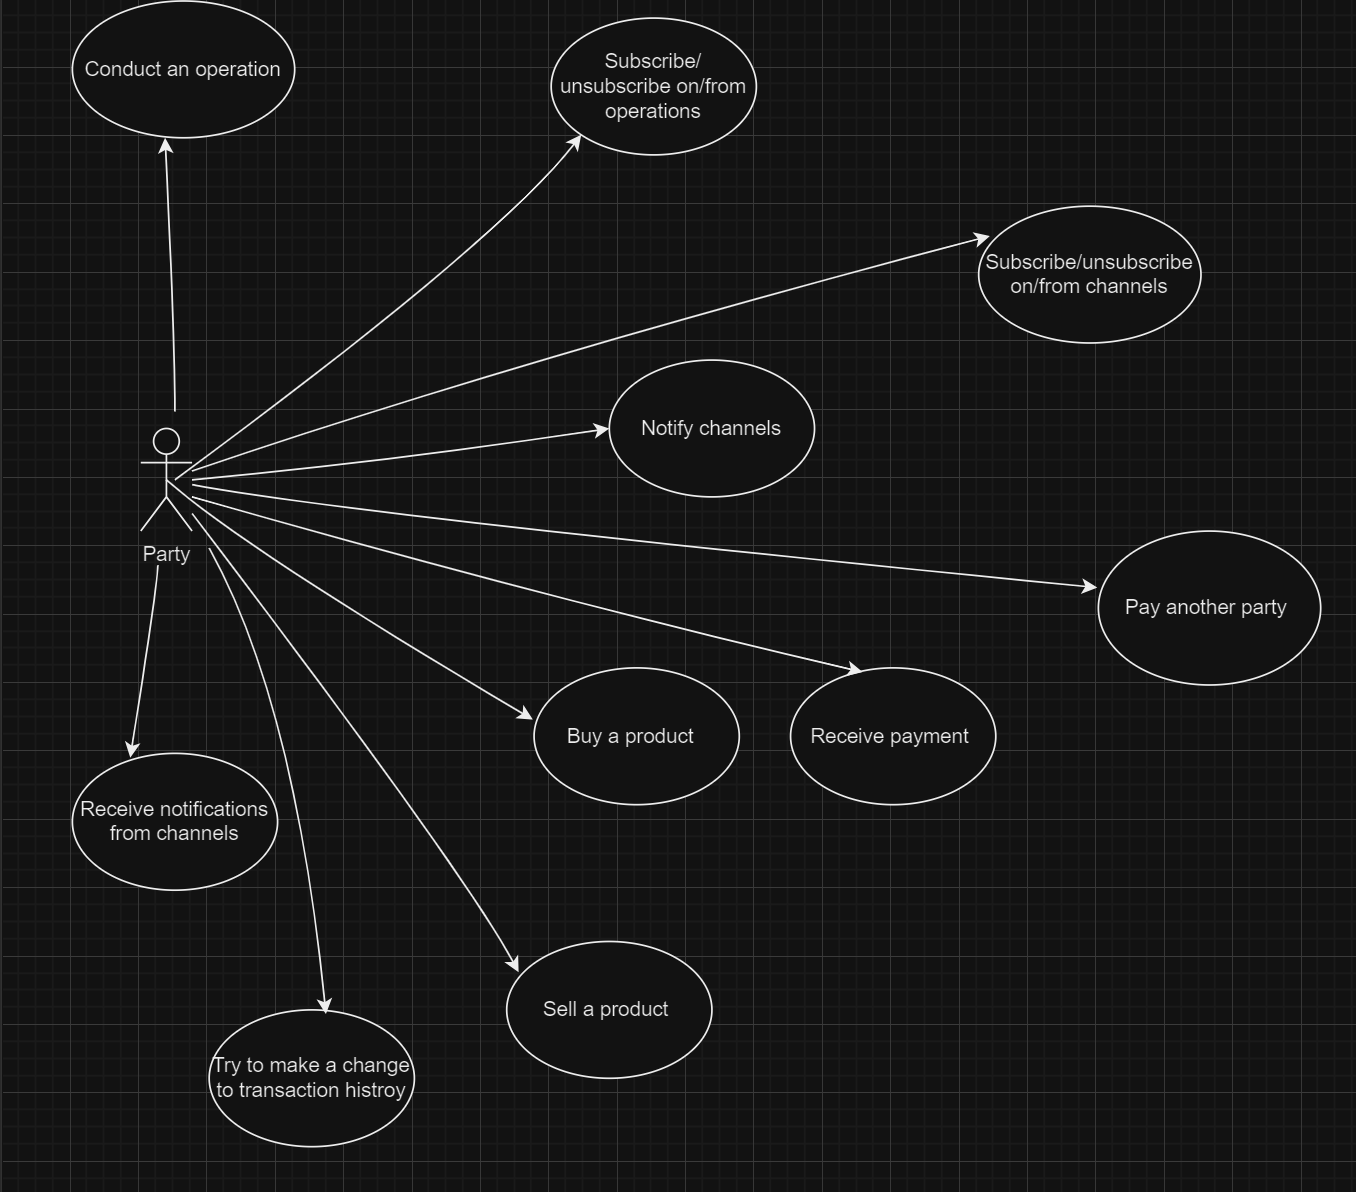 Conduct an operation
Subscribe/
unsubscribe on/from
operations
Subscribe/unsubscribe
on/from channels
Notify channels
Party
Pay another party
Buy a product
Receive payment
Receive notifications
from channels
Sell a product
Try to make a change
to transaction histroy